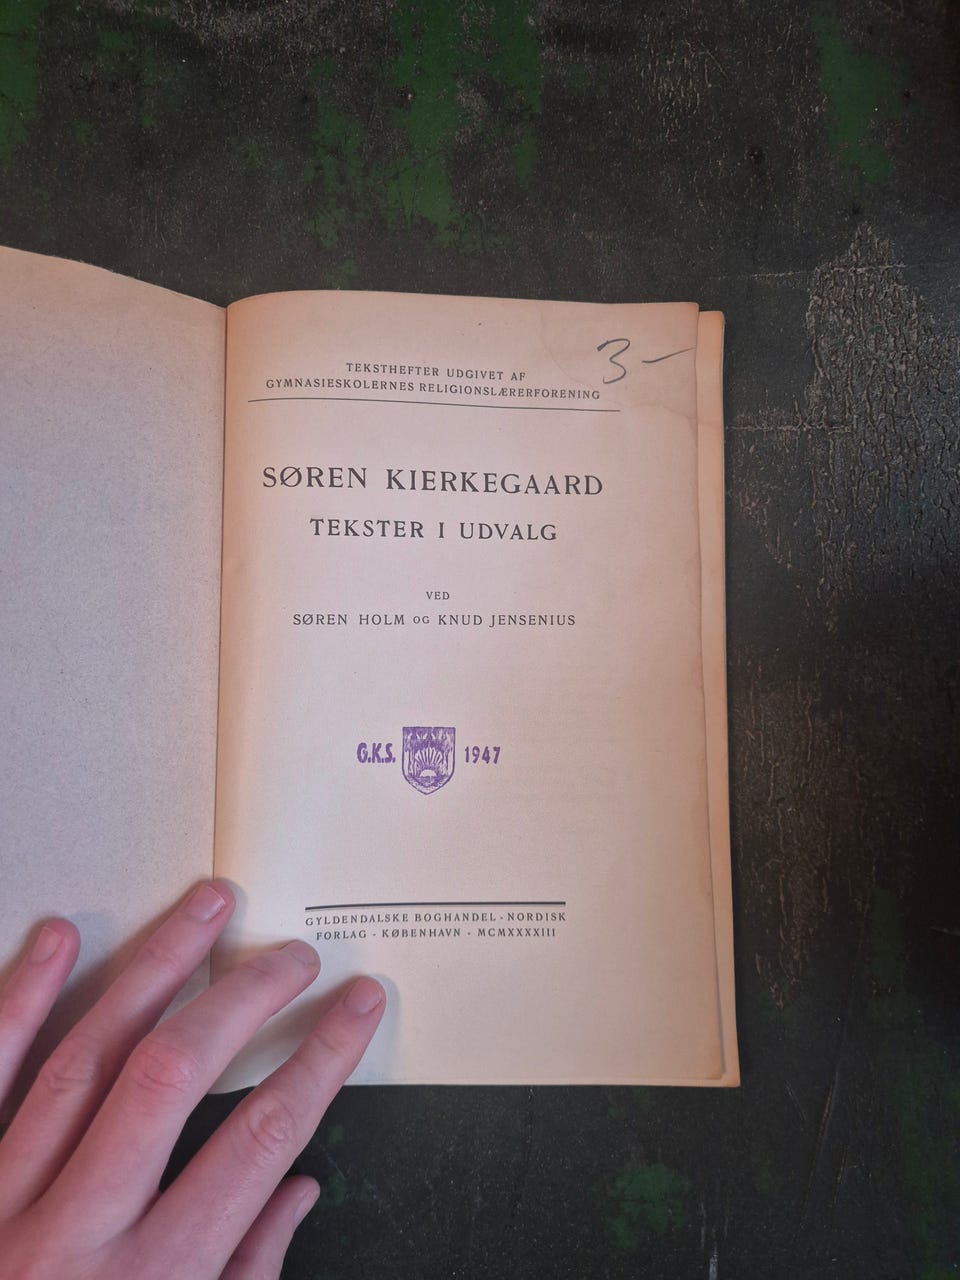 3-
TEKSTHEFTER UDGIVET AF
GYMNASIESKOLERNES RELIGIONSLÆRERFORENING
SØREN KIERKEGAARD
TEKSTER I UDVALG
VED
SØREN HOLM OG KNUD JENSENIUS
G.K.S. 1947
GYLDENDALSKE BOGHANDEL · NORDISK
FORLAG · KØBENHAVN · MCMXXXXIII